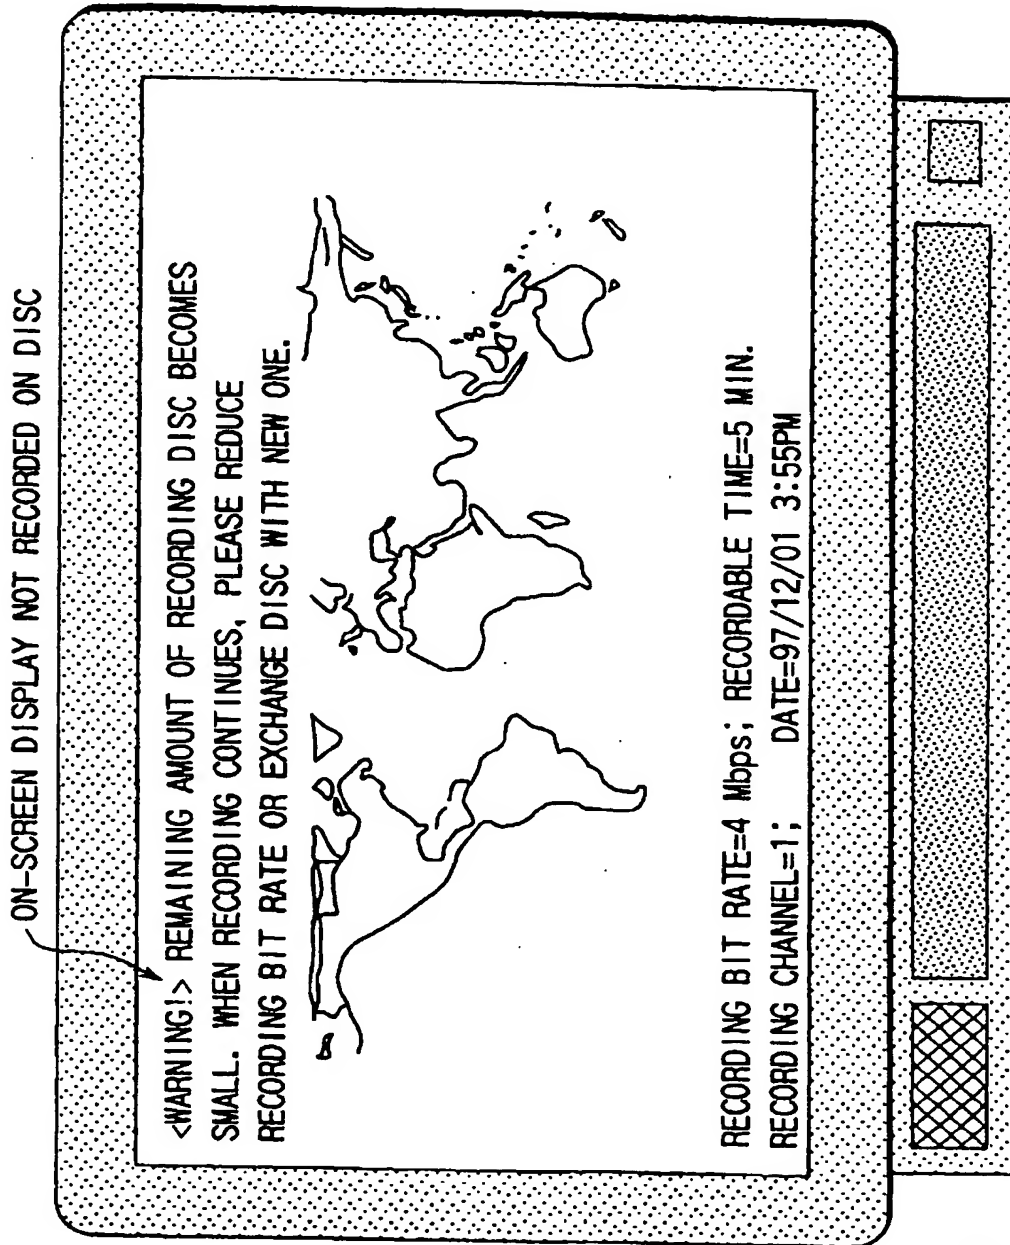 ON-SCREEN DISPLAY NOT RECORDED ON DISC
<WARNING!> REMAINING AMOUNT OF RECORDING DISC BECOMES
SMALL. WHEN RECORDING CONTINUES, PLEASE REDUCE
RECORDING BIT RATE OR EXCHANGE DISC WITH NEW ONE.
RECORDING BIT RATE=4 Mbps; RECORDABLE TIME=5 MIN.
RECORDING CHANNEL=1; DATE=97/12/01 3:55PM